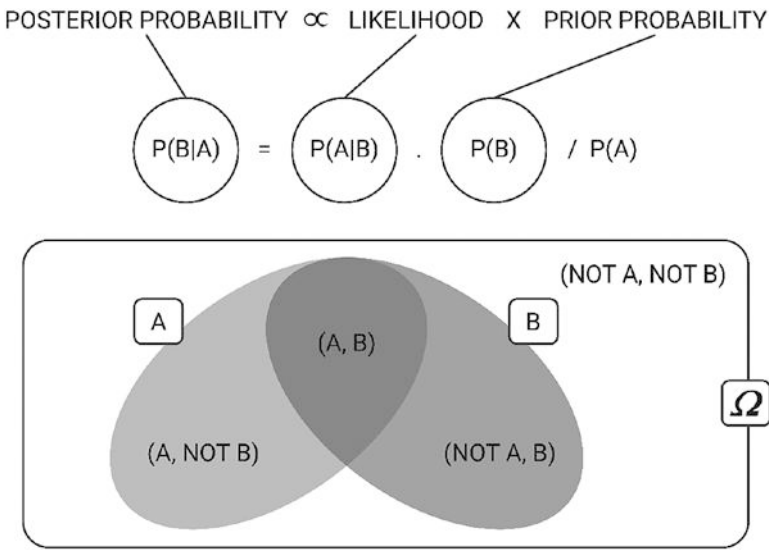 POSTERIOR PROBABILITY ∝ LIKELIHOOD X PRIOR PROBABILITY
P(B|A) = P(A|B) . P(B) / P(A)
(NOT A, NOT B)
A
B
(A, B)
Ω
(A, NOT B)
(NOT A, B)